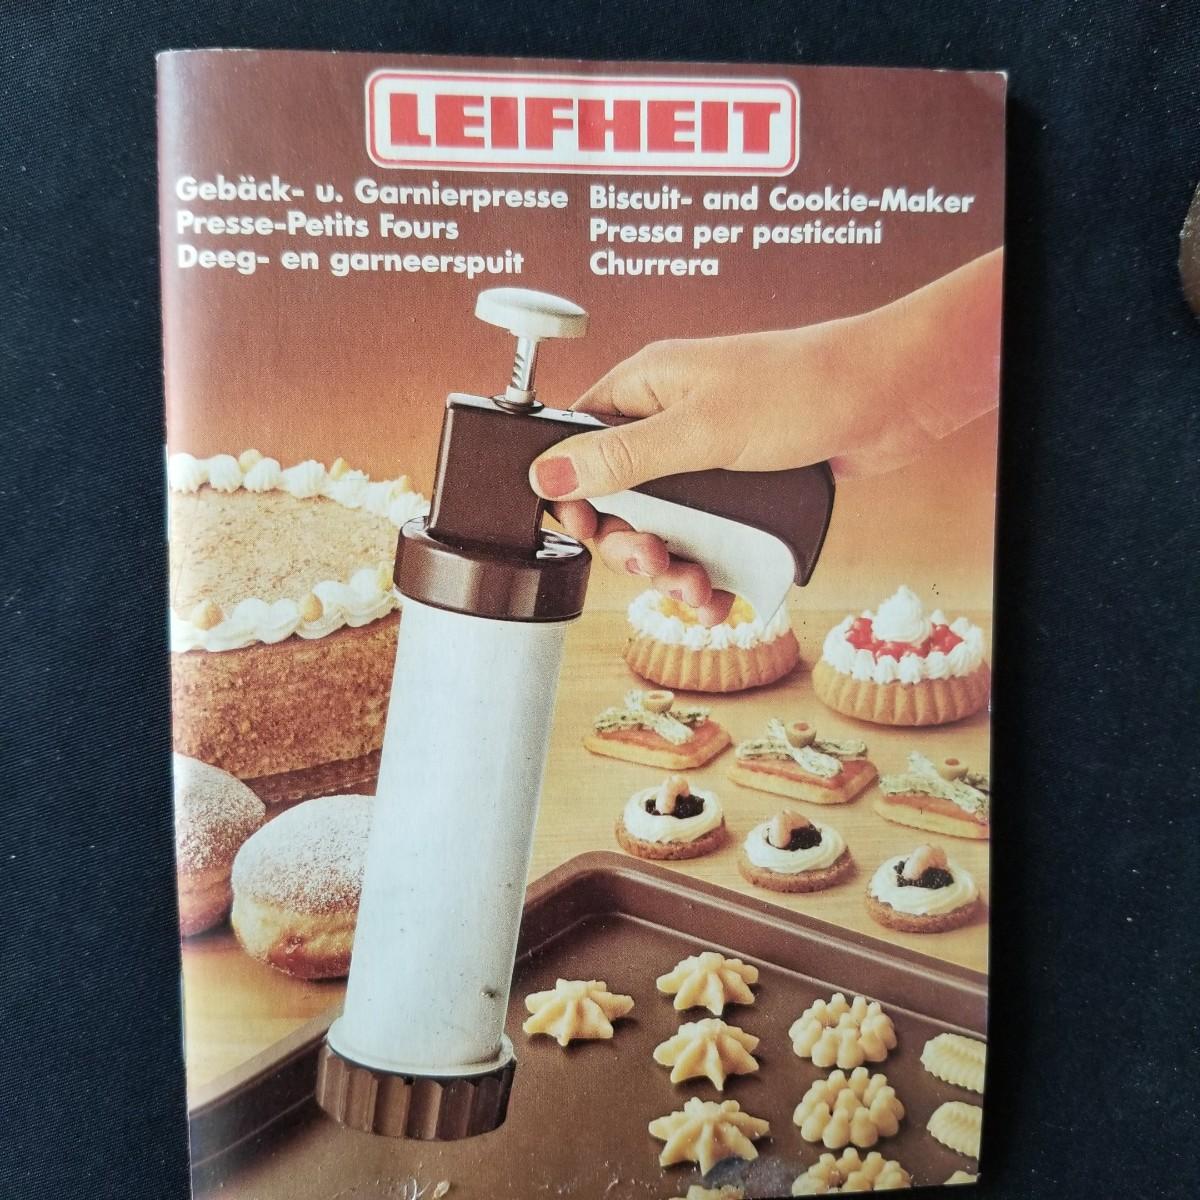 LEIFHEIT
Gebäck- u. Garnierpresse
Presse-Petits Fours
Deeg- en garneerspuit
Biscuit- and Cookie-Maker
Pressa per pasticcini
Churrera